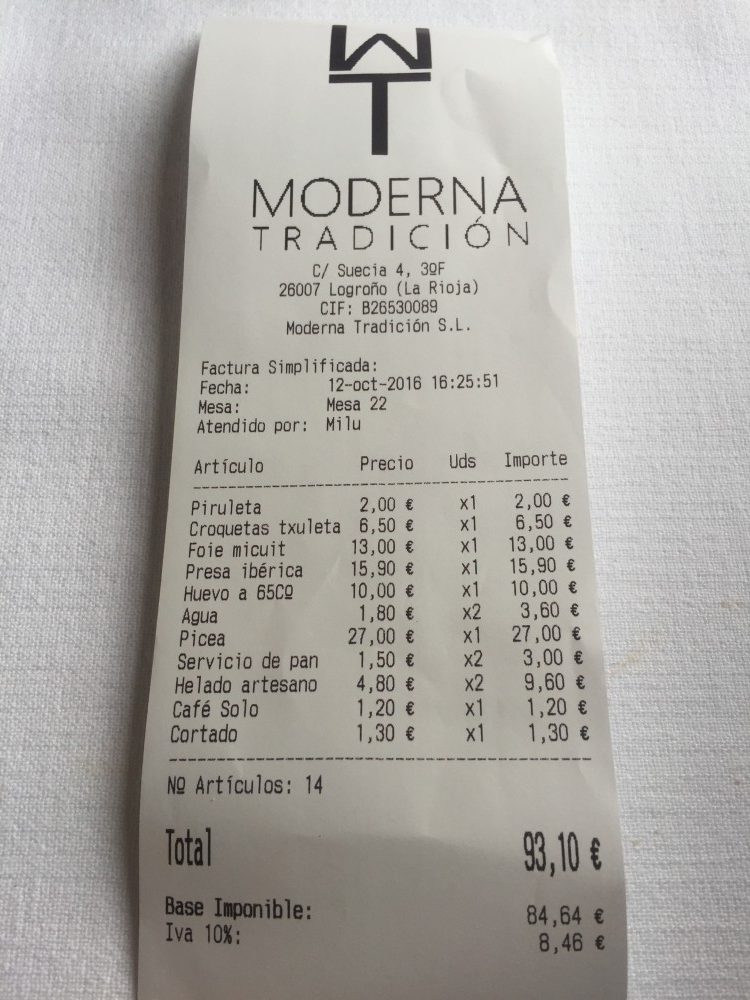 MT
MODERNA
TRADICIÓN
C/ Suecia 4, 3ºF
26007 Logroño (La Rioja)
CIF: B26530089
Moderna Tradición S.L.
Factura Simplificada:
Fecha: 12-oct-2016 16:25:51
Mesa: Mesa 22
Atendido por: Milu
Artículo Precio Uds Importe
Piruleta 2,00 € x1 2,00 €
Croquetas txuleta 6,50 € x1 6,50 €
Foie micuit 13,00 € x1 13,00 €
Presa ibérica 15,90 € x1 15,90 €
Huevo a 65Cº 10,00 € x1 10,00 €
Agua 1,80 € x2 3,60 €
Picea 27,00 € x1 27,00 €
Servicio de pan 1,50 € x2 3,00 €
Helado artesano 4,80 € x2 9,60 €
Café Solo 1,20 € x1 1,20 €
Cortado 1,30 € x1 1,30 €
Nº Artículos: 14
Total 93,10 €
Base Imponible: 84,64 €
Iva 10%: 8,46 €